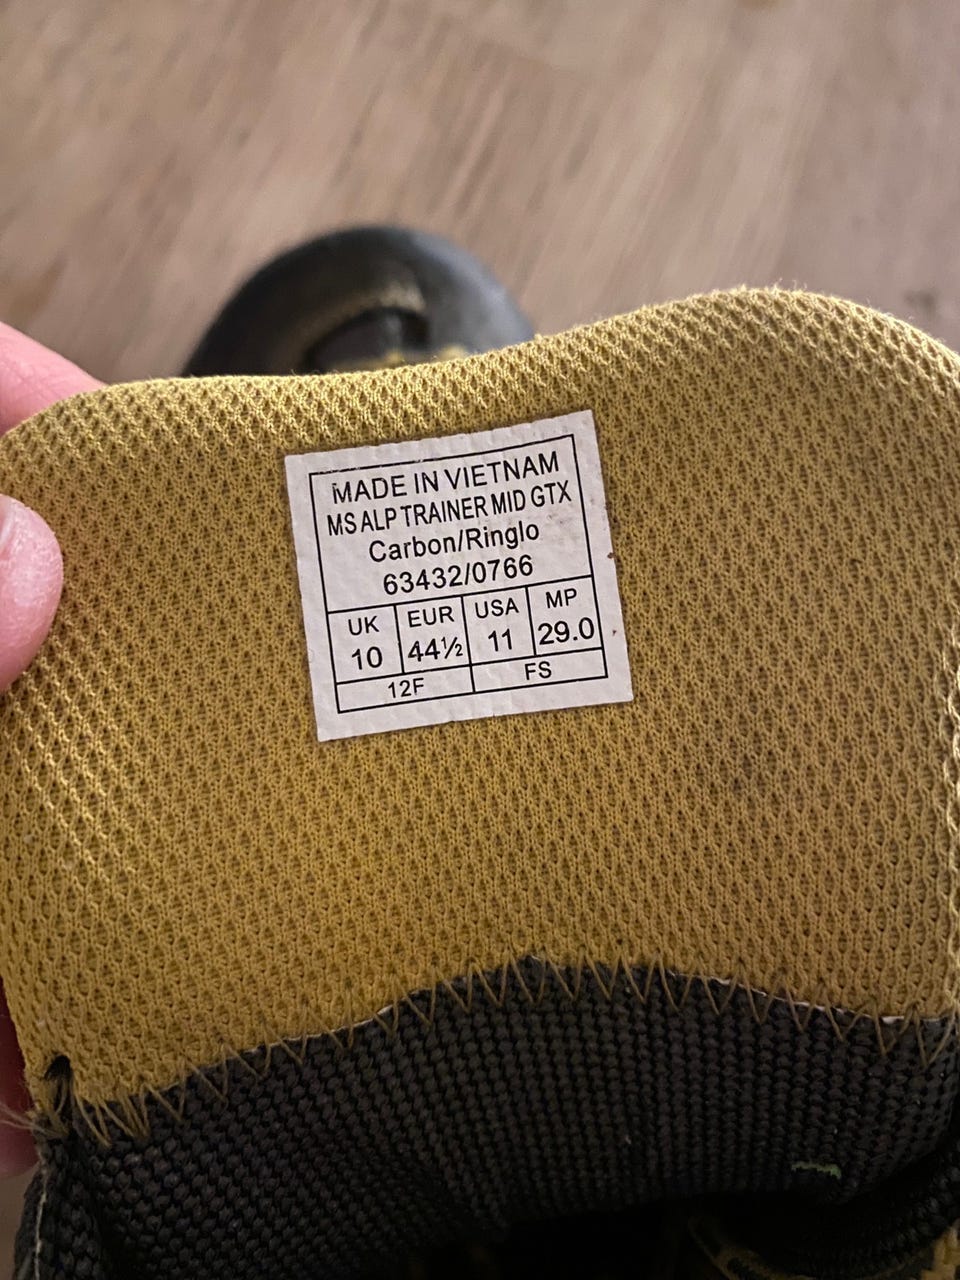 MADE IN VIETNAM
MS ALP TRAINER MID GTX
Carbon/Ringlo
63432/0766
UK EUR USA MP
10 44½ 11 29.0
12F FS